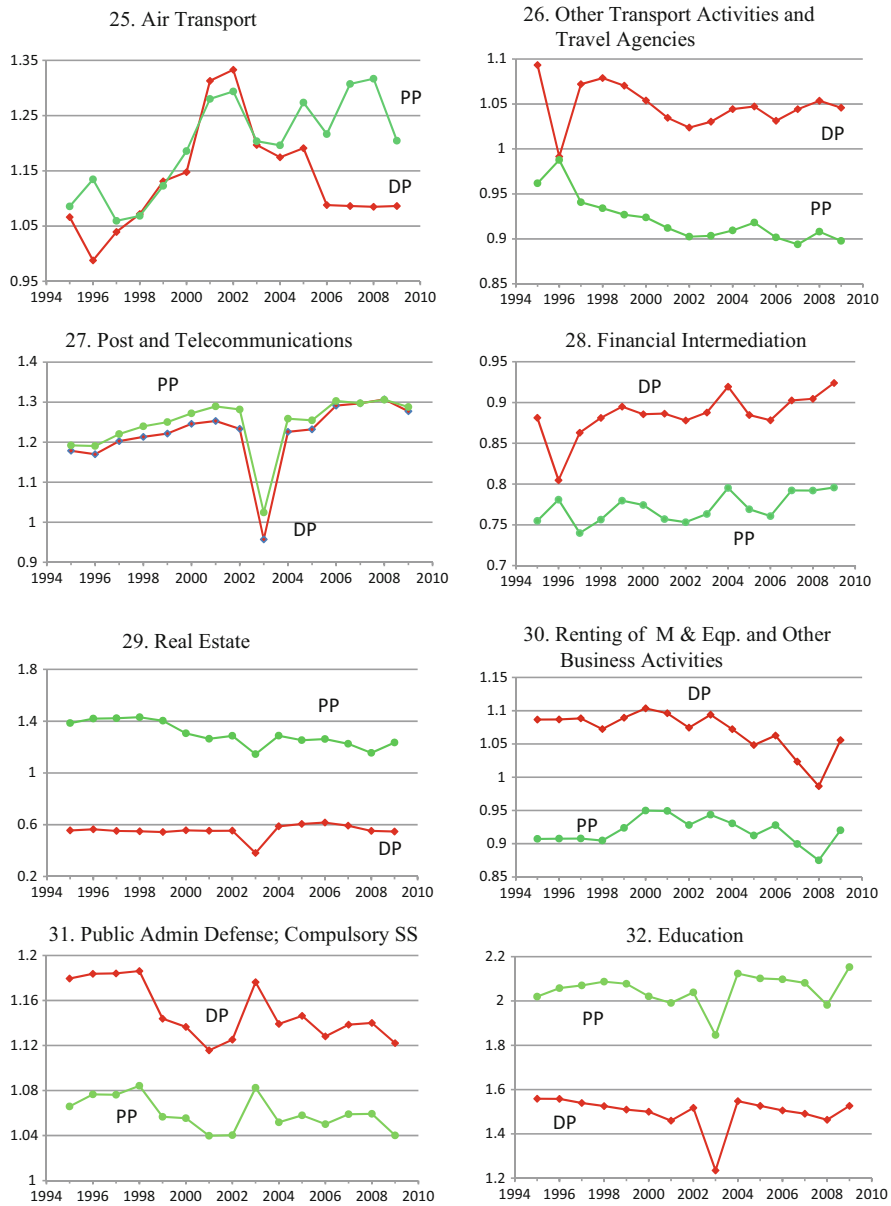 25. Air Transport
1.35
1.25
1.15
1.05
0.95
1994 1996 1998 2000 2002 2004 2006 2008 2010
PP
DP
26. Other Transport Activities and
Travel Agencies
1.1
1.05
1
0.95
0.9
0.85
1994 1996 1998 2000 2002 2004 2006 2008 2010
DP
PP
27. Post and Telecommunications
1.4
1.3
1.2
1.1
1
0.9
1994 1996 1998 2000 2002 2004 2006 2008 2010
PP
DP
28. Financial Intermediation
0.95
0.9
0.85
0.8
0.75
0.7
1994 1996 1998 2000 2002 2004 2006 2008 2010
DP
PP
29. Real Estate
1.8
1.4
1
0.6
0.2
1994 1996 1998 2000 2002 2004 2006 2008 2010
PP
DP
30. Renting of M & Eqp. and Other
Business Activities
1.15
1.1
1.05
1
0.95
0.9
0.85
1994 1996 1998 2000 2002 2004 2006 2008 2010
DP
PP
31. Public Admin Defense; Compulsory SS
1.2
1.16
1.12
1.08
1.04
1
1994 1996 1998 2000 2002 2004 2006 2008 2010
DP
PP
32. Education
2.2
2
1.8
1.6
1.4
1.2
1994 1996 1998 2000 2002 2004 2006 2008 2010
PP
DP